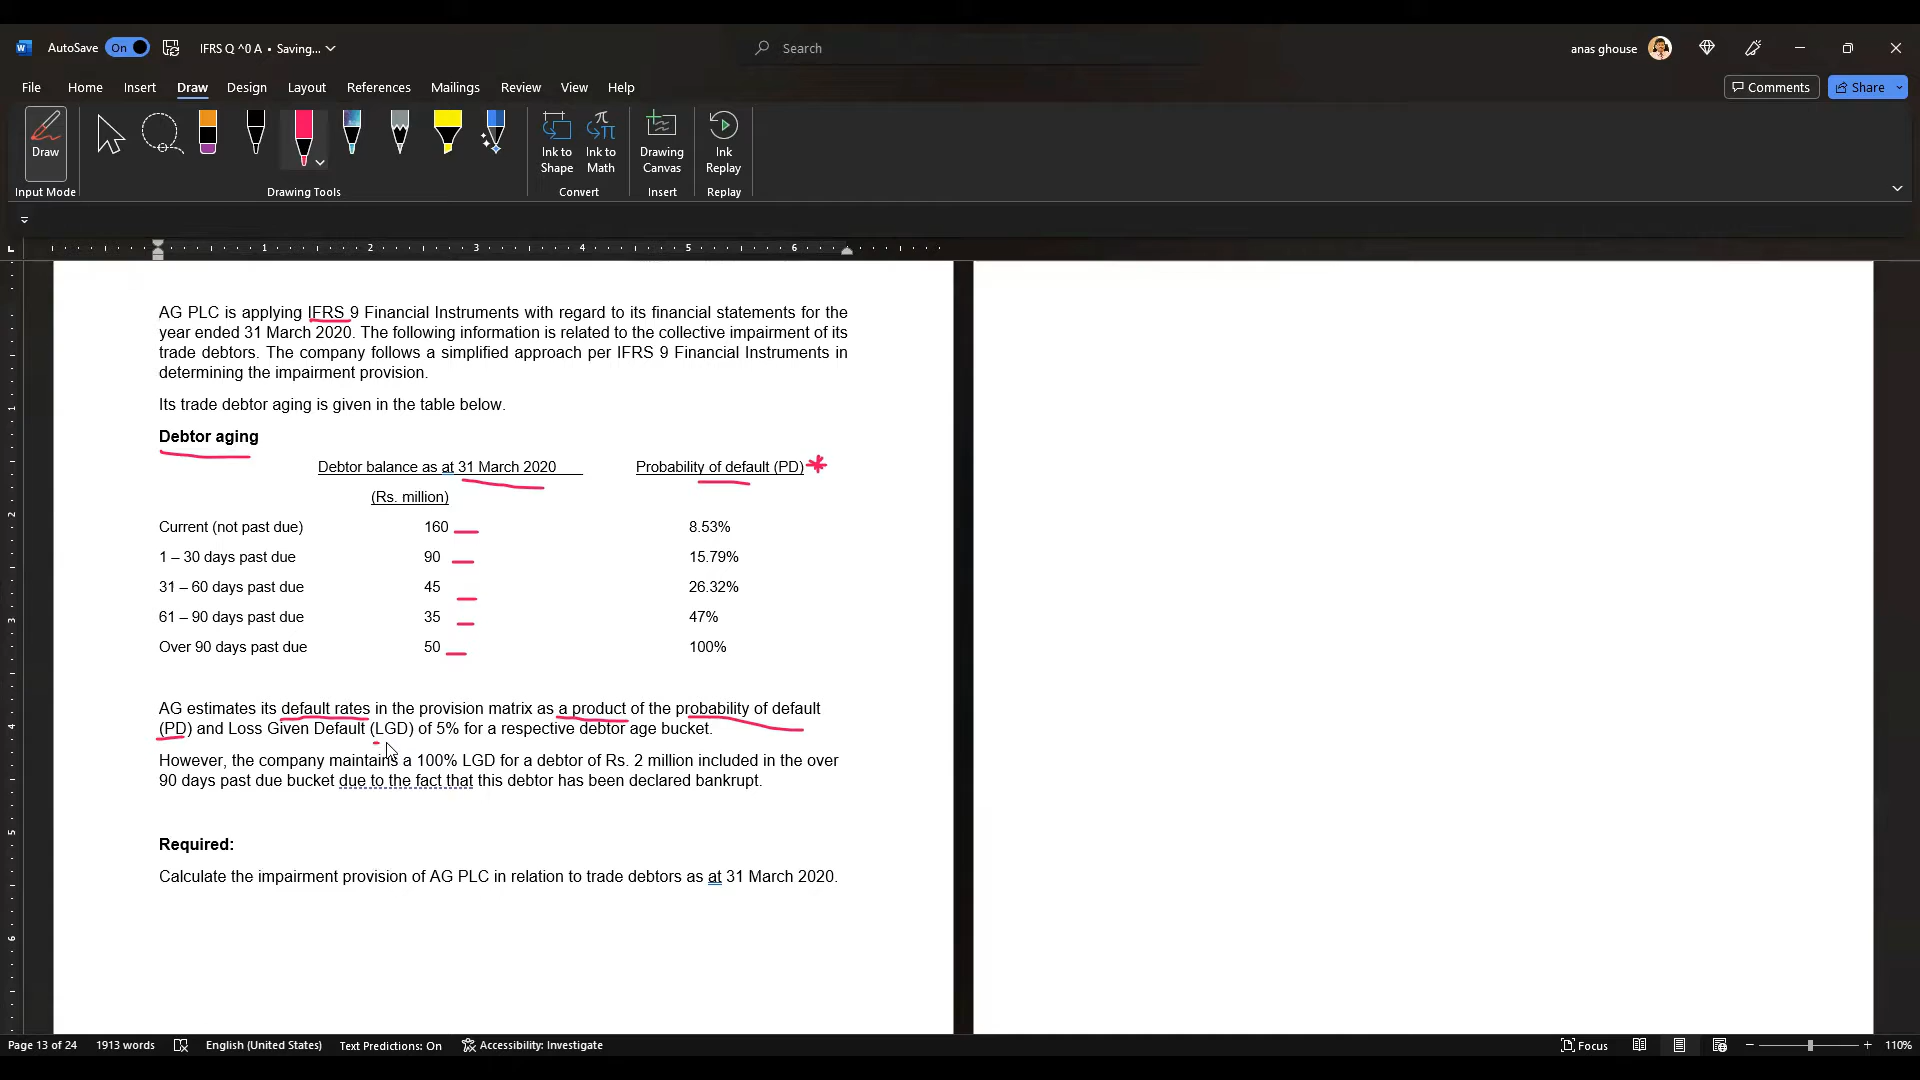 AutoSave On IFRS Q ^0 A • Saving... Search anas ghouse
File Home Insert Draw Design Layout References Mailings Review View Help Comments Share
Draw Ink to Shape Ink to Math Drawing Canvas Ink Replay
Input Mode Drawing Tools Convert Insert Replay
1 2 3 4 5 6
AG PLC is applying IFRS 9 Financial Instruments with regard to its financial statements for the
year ended 31 March 2020. The following information is related to the collective impairment of its
trade debtors. The company follows a simplified approach per IFRS 9 Financial Instruments in
determining the impairment provision.
Its trade debtor aging is given in the table below.
Debtor aging
Debtor balance as at 31 March 2020 Probability of default (PD)
(Rs. million)
Current (not past due) 160 8.53%
1 – 30 days past due 90 15.79%
31 – 60 days past due 45 26.32%
61 – 90 days past due 35 47%
Over 90 days past due 50 100%
AG estimates its default rates in the provision matrix as a product of the probability of default
(PD) and Loss Given Default (LGD) of 5% for a respective debtor age bucket.
However, the company maintains a 100% LGD for a debtor of Rs. 2 million included in the over
90 days past due bucket due to the fact that this debtor has been declared bankrupt.
Required:
Calculate the impairment provision of AG PLC in relation to trade debtors as at 31 March 2020.
1
2
3
4
5
6
Page 13 of 24 1913 words English (United States) Text Predictions: On Accessibility: Investigate Focus 110%